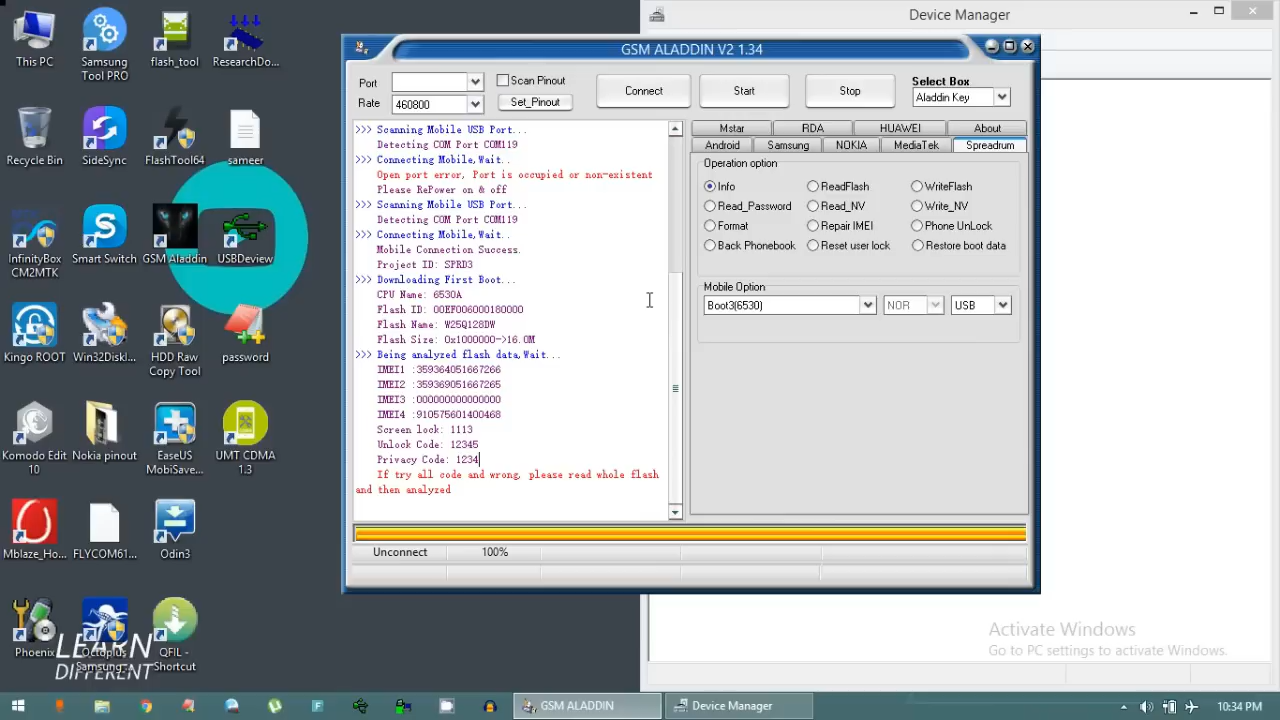 This PC
Samsung
Tool PRO
flash_tool
ResearchDo...
Recycle Bin
SideSync
FlashTool64
sameer
InfinityBox
CM2MTK
Smart Switch
GSM Aladdin
USBDeview
Kingo ROOT
Win32Diskl...
HDD Raw
Copy Tool
password
Komodo Edit
10
Nokia pinout
EaseUS
MobiSave...
UMT CDMA
1.3
Mblaze_Ho...
FLYCOM61...
Odin3
Phoenix
Octoplus
Samsung
QFIL -
Shortcut
LEARN
DIFFERENT
Device Manager
GSM ALADDIN V2 1.34
Port
Scan Pinout
Rate
460800
Set_Pinout
Connect
Start
Stop
Select Box
Aladdin Key
>>> Scanning Mobile USB Port...
Detecting COM Port COM119
>>> Connecting Mobile,Wait..
Open port error, Port is occupied or non-existent
Please RePower on & off
>>> Scanning Mobile USB Port...
Detecting COM Port COM119
>>> Connecting Mobile,Wait..
Mobile Connection Success.
Project ID: SPRD3
>>> Downloading First Boot...
CPU Name: 6530A
Flash ID: 00EF006000180000
Flash Name: W25Q128DW
Flash Size: 0x1000000->16.0M
>>> Being analyzed flash data,Wait...
IMEI1 :359364051667266
IMEI2 :359369051667265
IMEI3 :000000000000000
IMEI4 :910575601400468
Screen lock: 1113
Unlock Code: 12345
Privacy Code: 1234
If try all code and wrong, please read whole flash
and then analyzed
Mstar
RDA
HUAWEI
About
Android
Samsung
NOKIA
MediaTek
Spreadrum
Operation option
Info
ReadFlash
WriteFlash
Read_Password
Read_NV
Write_NV
Format
Repair IMEI
Phone UnLock
Back Phonebook
Reset user lock
Restore boot data
Mobile Option
Boot3(6530)
NOR
USB
Unconnect
100%
Activate Windows
Go to PC settings to activate Windows.
GSM ALADDIN
Device Manager
10:34 PM